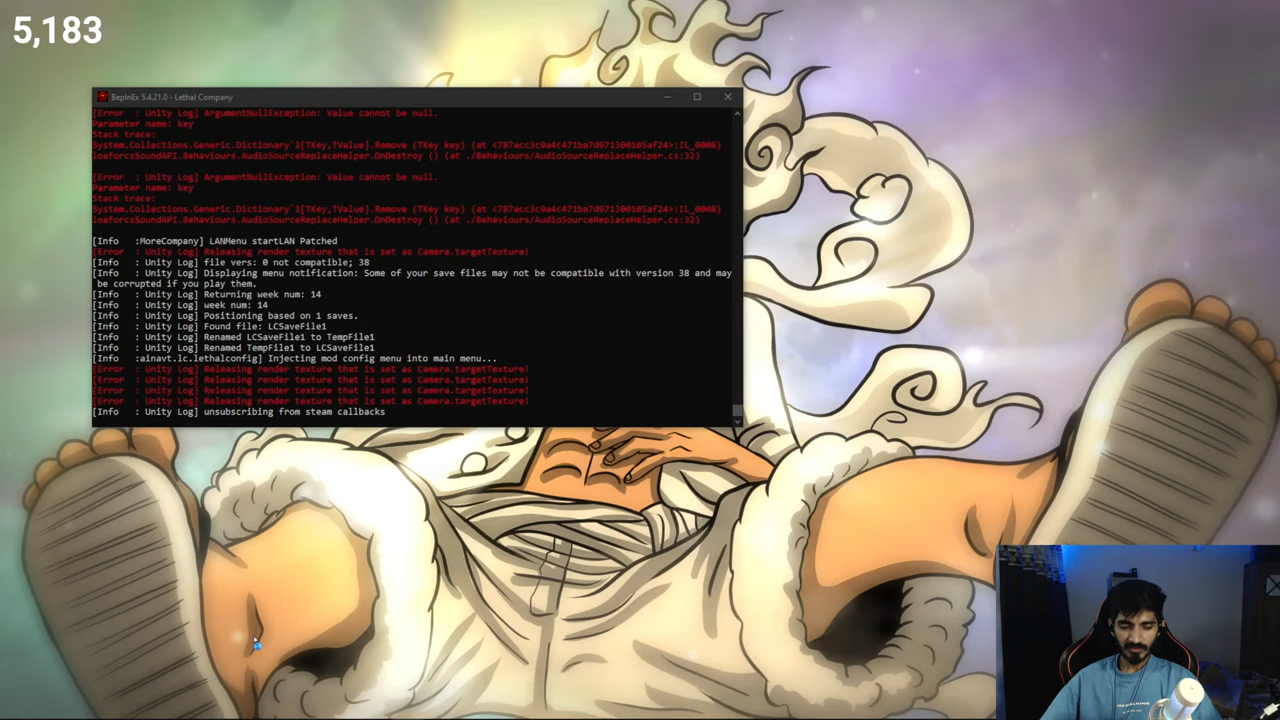 5,183
BepInEx 5.4.21.0 - Lethal Company
[Error  : Unity Log] ArgumentNullException: Value cannot be null.
Parameter name: key
Stack trace:
System.Collections.Generic.Dictionary`2[TKey,TValue].Remove (TKey key) (at <787acc3c9a4c471ba7d971300105af24>:IL_0008)
loaforcsSoundAPI.Behaviours.AudioSourceReplaceHelper.OnDestroy () (at ./Behaviours/AudioSourceReplaceHelper.cs:32)
[Error  : Unity Log] ArgumentNullException: Value cannot be null.
Parameter name: key
Stack trace:
System.Collections.Generic.Dictionary`2[TKey,TValue].Remove (TKey key) (at <787acc3c9a4c471ba7d971300105af24>:IL_0008)
loaforcsSoundAPI.Behaviours.AudioSourceReplaceHelper.OnDestroy () (at ./Behaviours/AudioSourceReplaceHelper.cs:32)
[Info   :MoreCompany] LANMenu startLAN Patched
[Error  : Unity Log] Releasing render texture that is set as Camera.targetTexture!
[Info   : Unity Log] file vers: 0 not compatible; 38
[Info   : Unity Log] Displaying menu notification: Some of your save files may not be compatible with version 38 and may
be corrupted if you play them.
[Info   : Unity Log] Returning week num: 14
[Info   : Unity Log] week num: 14
[Info   : Unity Log] Positioning based on 1 saves.
[Info   : Unity Log] Found file: LCSaveFile1
[Info   : Unity Log] Renamed LCSaveFile1 to TempFile1
[Info   : Unity Log] Renamed TempFile1 to LCSaveFile1
[Info   :ainavt.lc.lethalconfig] Injecting mod config menu into main menu...
[Error  : Unity Log] Releasing render texture that is set as Camera.targetTexture!
[Error  : Unity Log] Releasing render texture that is set as Camera.targetTexture!
[Error  : Unity Log] Releasing render texture that is set as Camera.targetTexture!
[Error  : Unity Log] Releasing render texture that is set as Camera.targetTexture!
[Info   : Unity Log] unsubscribing from steam callbacks